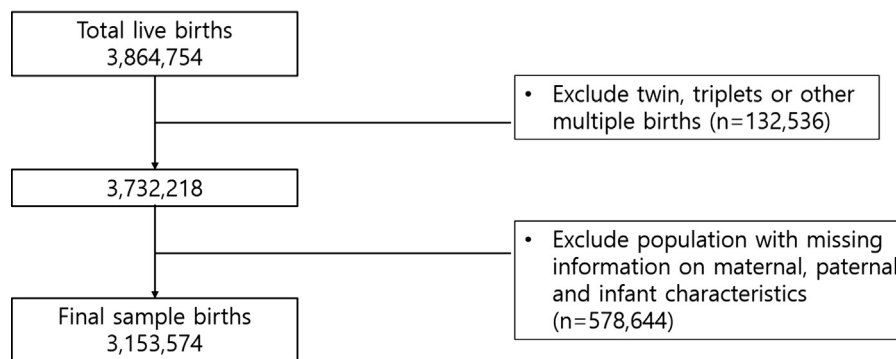 Total live births
3,864,754
• Exclude twin, triplets or other
multiple births (n=132,536)
3,732,218
• Exclude population with missing
information on maternal, paternal
and infant characteristics
(n=578,644)
Final sample births
3,153,574